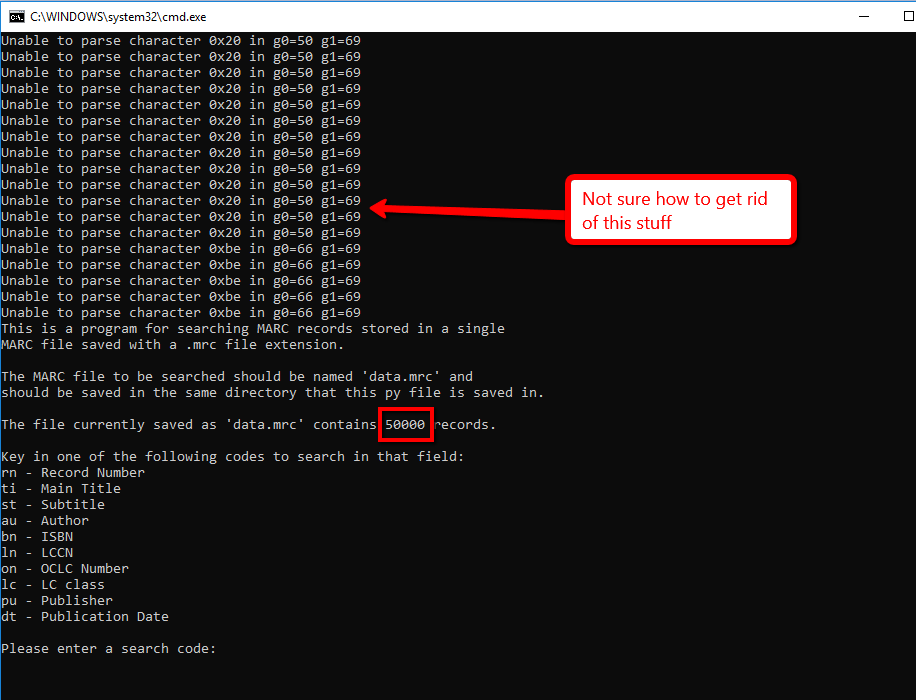 C:\WINDOWS\system32\cmd.exe
Unable to parse character 0x20 in g0=50 g1=69
Unable to parse character 0x20 in g0=50 g1=69
Unable to parse character 0x20 in g0=50 g1=69
Unable to parse character 0x20 in g0=50 g1=69
Unable to parse character 0x20 in g0=50 g1=69
Unable to parse character 0x20 in g0=50 g1=69
Unable to parse character 0x20 in g0=50 g1=69
Unable to parse character 0x20 in g0=50 g1=69
Unable to parse character 0x20 in g0=50 g1=69
Unable to parse character 0x20 in g0=50 g1=69
Unable to parse character 0x20 in g0=50 g1=69
Unable to parse character 0x20 in g0=50 g1=69
Unable to parse character 0x20 in g0=50 g1=69
Unable to parse character 0xbe in g0=66 g1=69
Unable to parse character 0xbe in g0=66 g1=69
Unable to parse character 0xbe in g0=66 g1=69
Unable to parse character 0xbe in g0=66 g1=69
Unable to parse character 0xbe in g0=66 g1=69
Not sure how to get rid
of this stuff
This is a program for searching MARC records stored in a single
MARC file saved with a .mrc file extension.
The MARC file to be searched should be named 'data.mrc' and
should be saved in the same directory that this py file is saved in.
The file currently saved as 'data.mrc' contains 50000 records.
Key in one of the following codes to search in that field:
rn - Record Number
ti - Main Title
st - Subtitle
au - Author
bn - ISBN
ln - LCCN
on - OCLC Number
lc - LC class
pu - Publisher
dt - Publication Date
Please enter a search code: